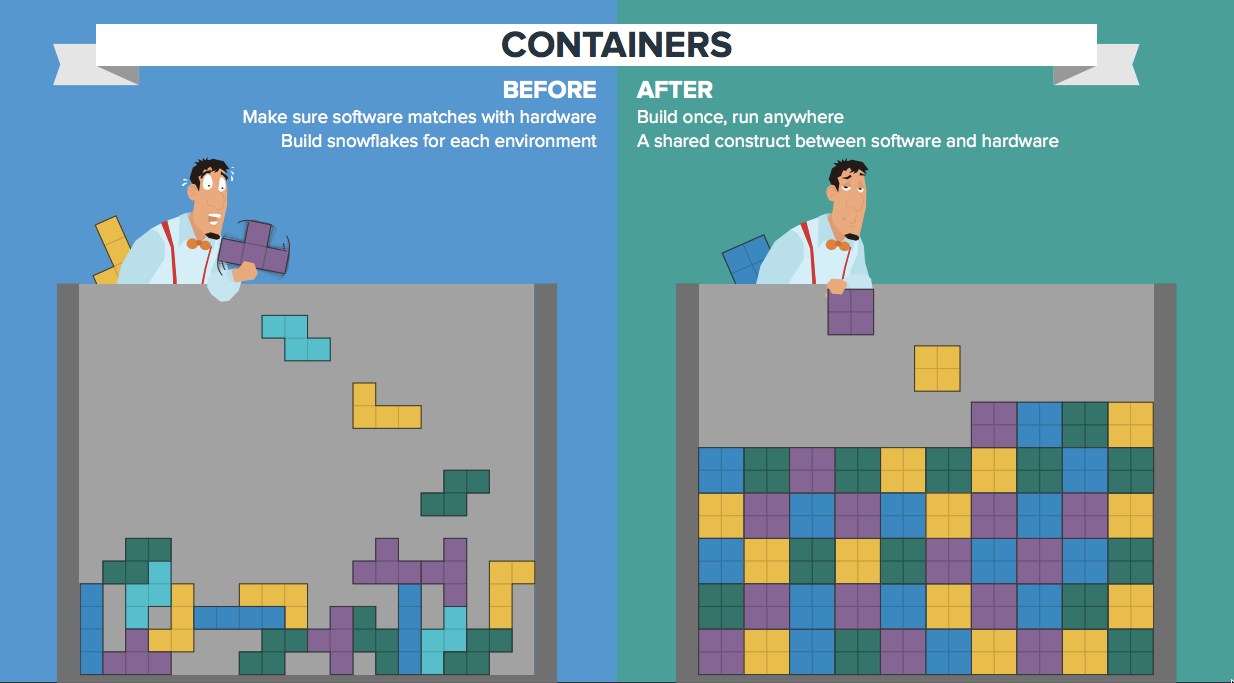 CONTAINERS
BEFORE
Make sure software matches with hardware
Build snowflakes for each environment
AFTER
Build once, run anywhere
A shared construct between software and hardware